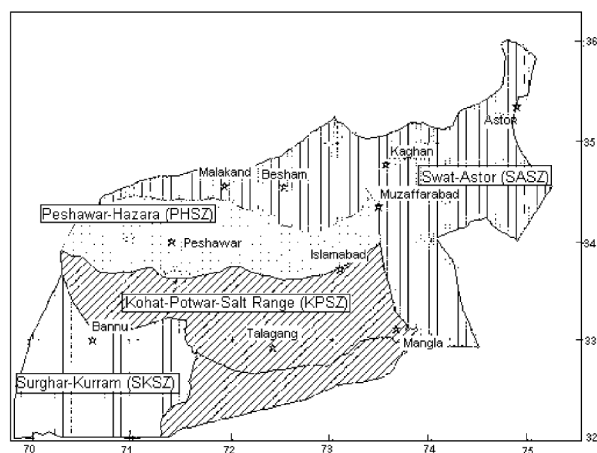 36
Astor
35
Kaghan
Malakand
Besham
Swat-Astor (SASZ)
Muzaffarabad
Peshawar-Hazara (PHSZ)
Peshawar
34
Islamabad
Kohat-Potwar-Salt Range (KPSZ)
Bannu
Talagang
Mangla
33
Surghar-Kurram (SKSZ)
32
70 71 72 73 74 75